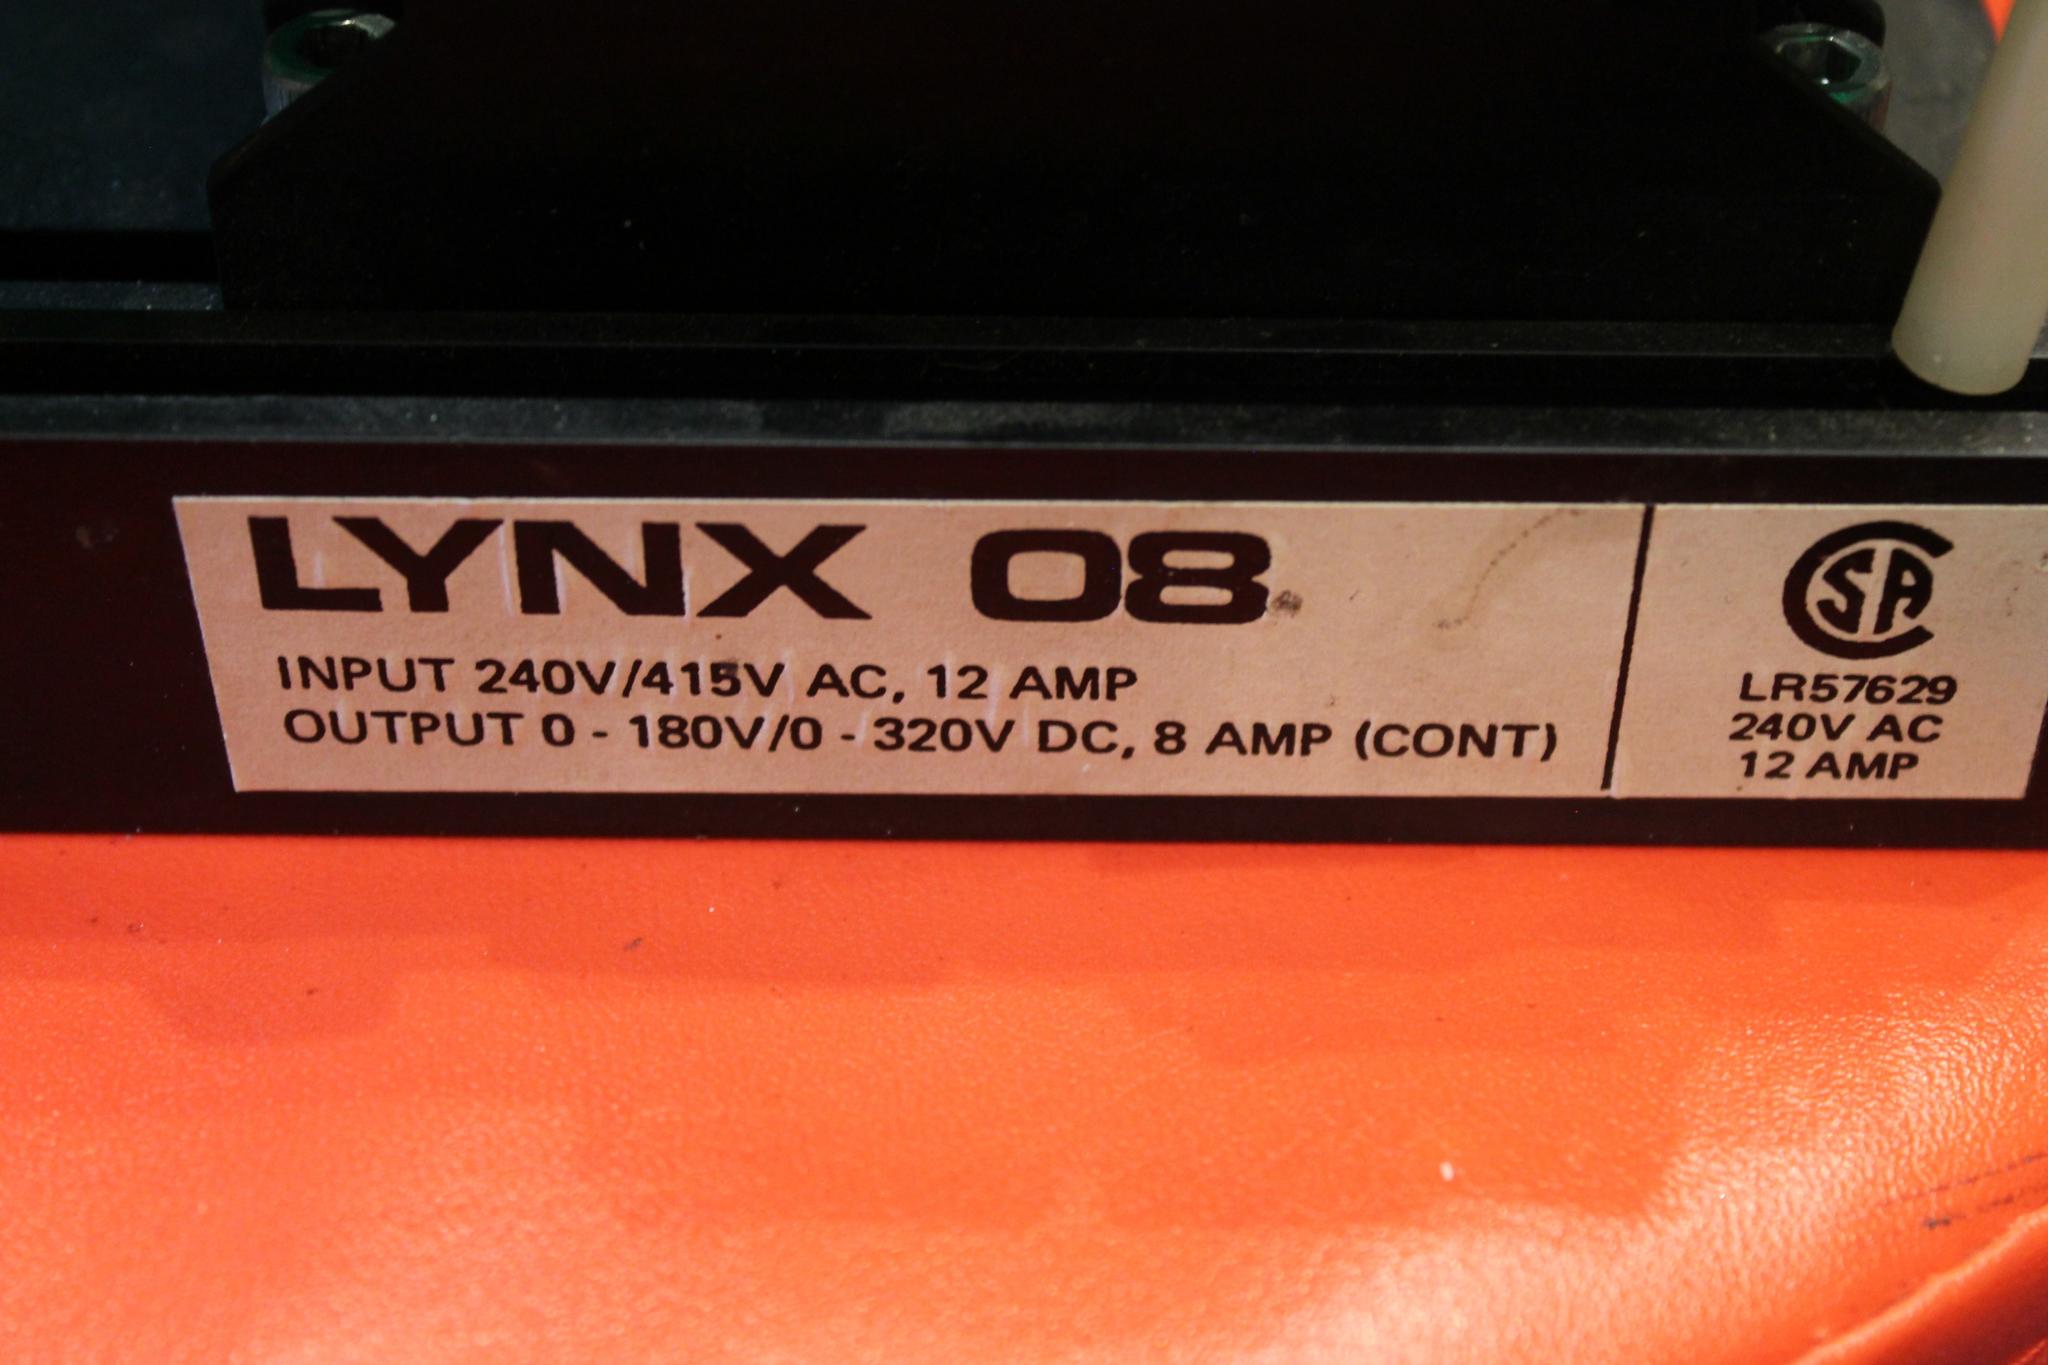 LYNX 08
INPUT 240V/415V AC, 12 AMP
OUTPUT 0 - 180V/0 - 320V DC, 8 AMP (CONT)
CSA
LR57629
240V AC
12 AMP